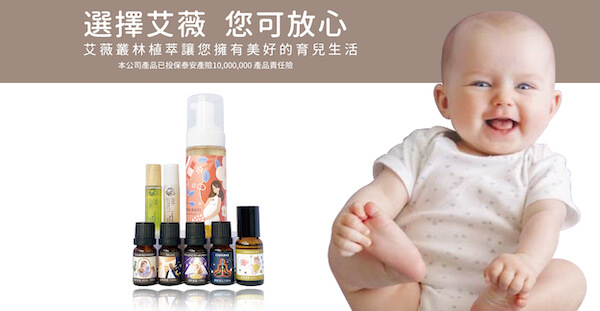 選擇艾薇 您可放心
艾薇叢林植萃讓您擁有美好的育兒生活
本公司產品已投保泰安產險10,000,000 產品責任險